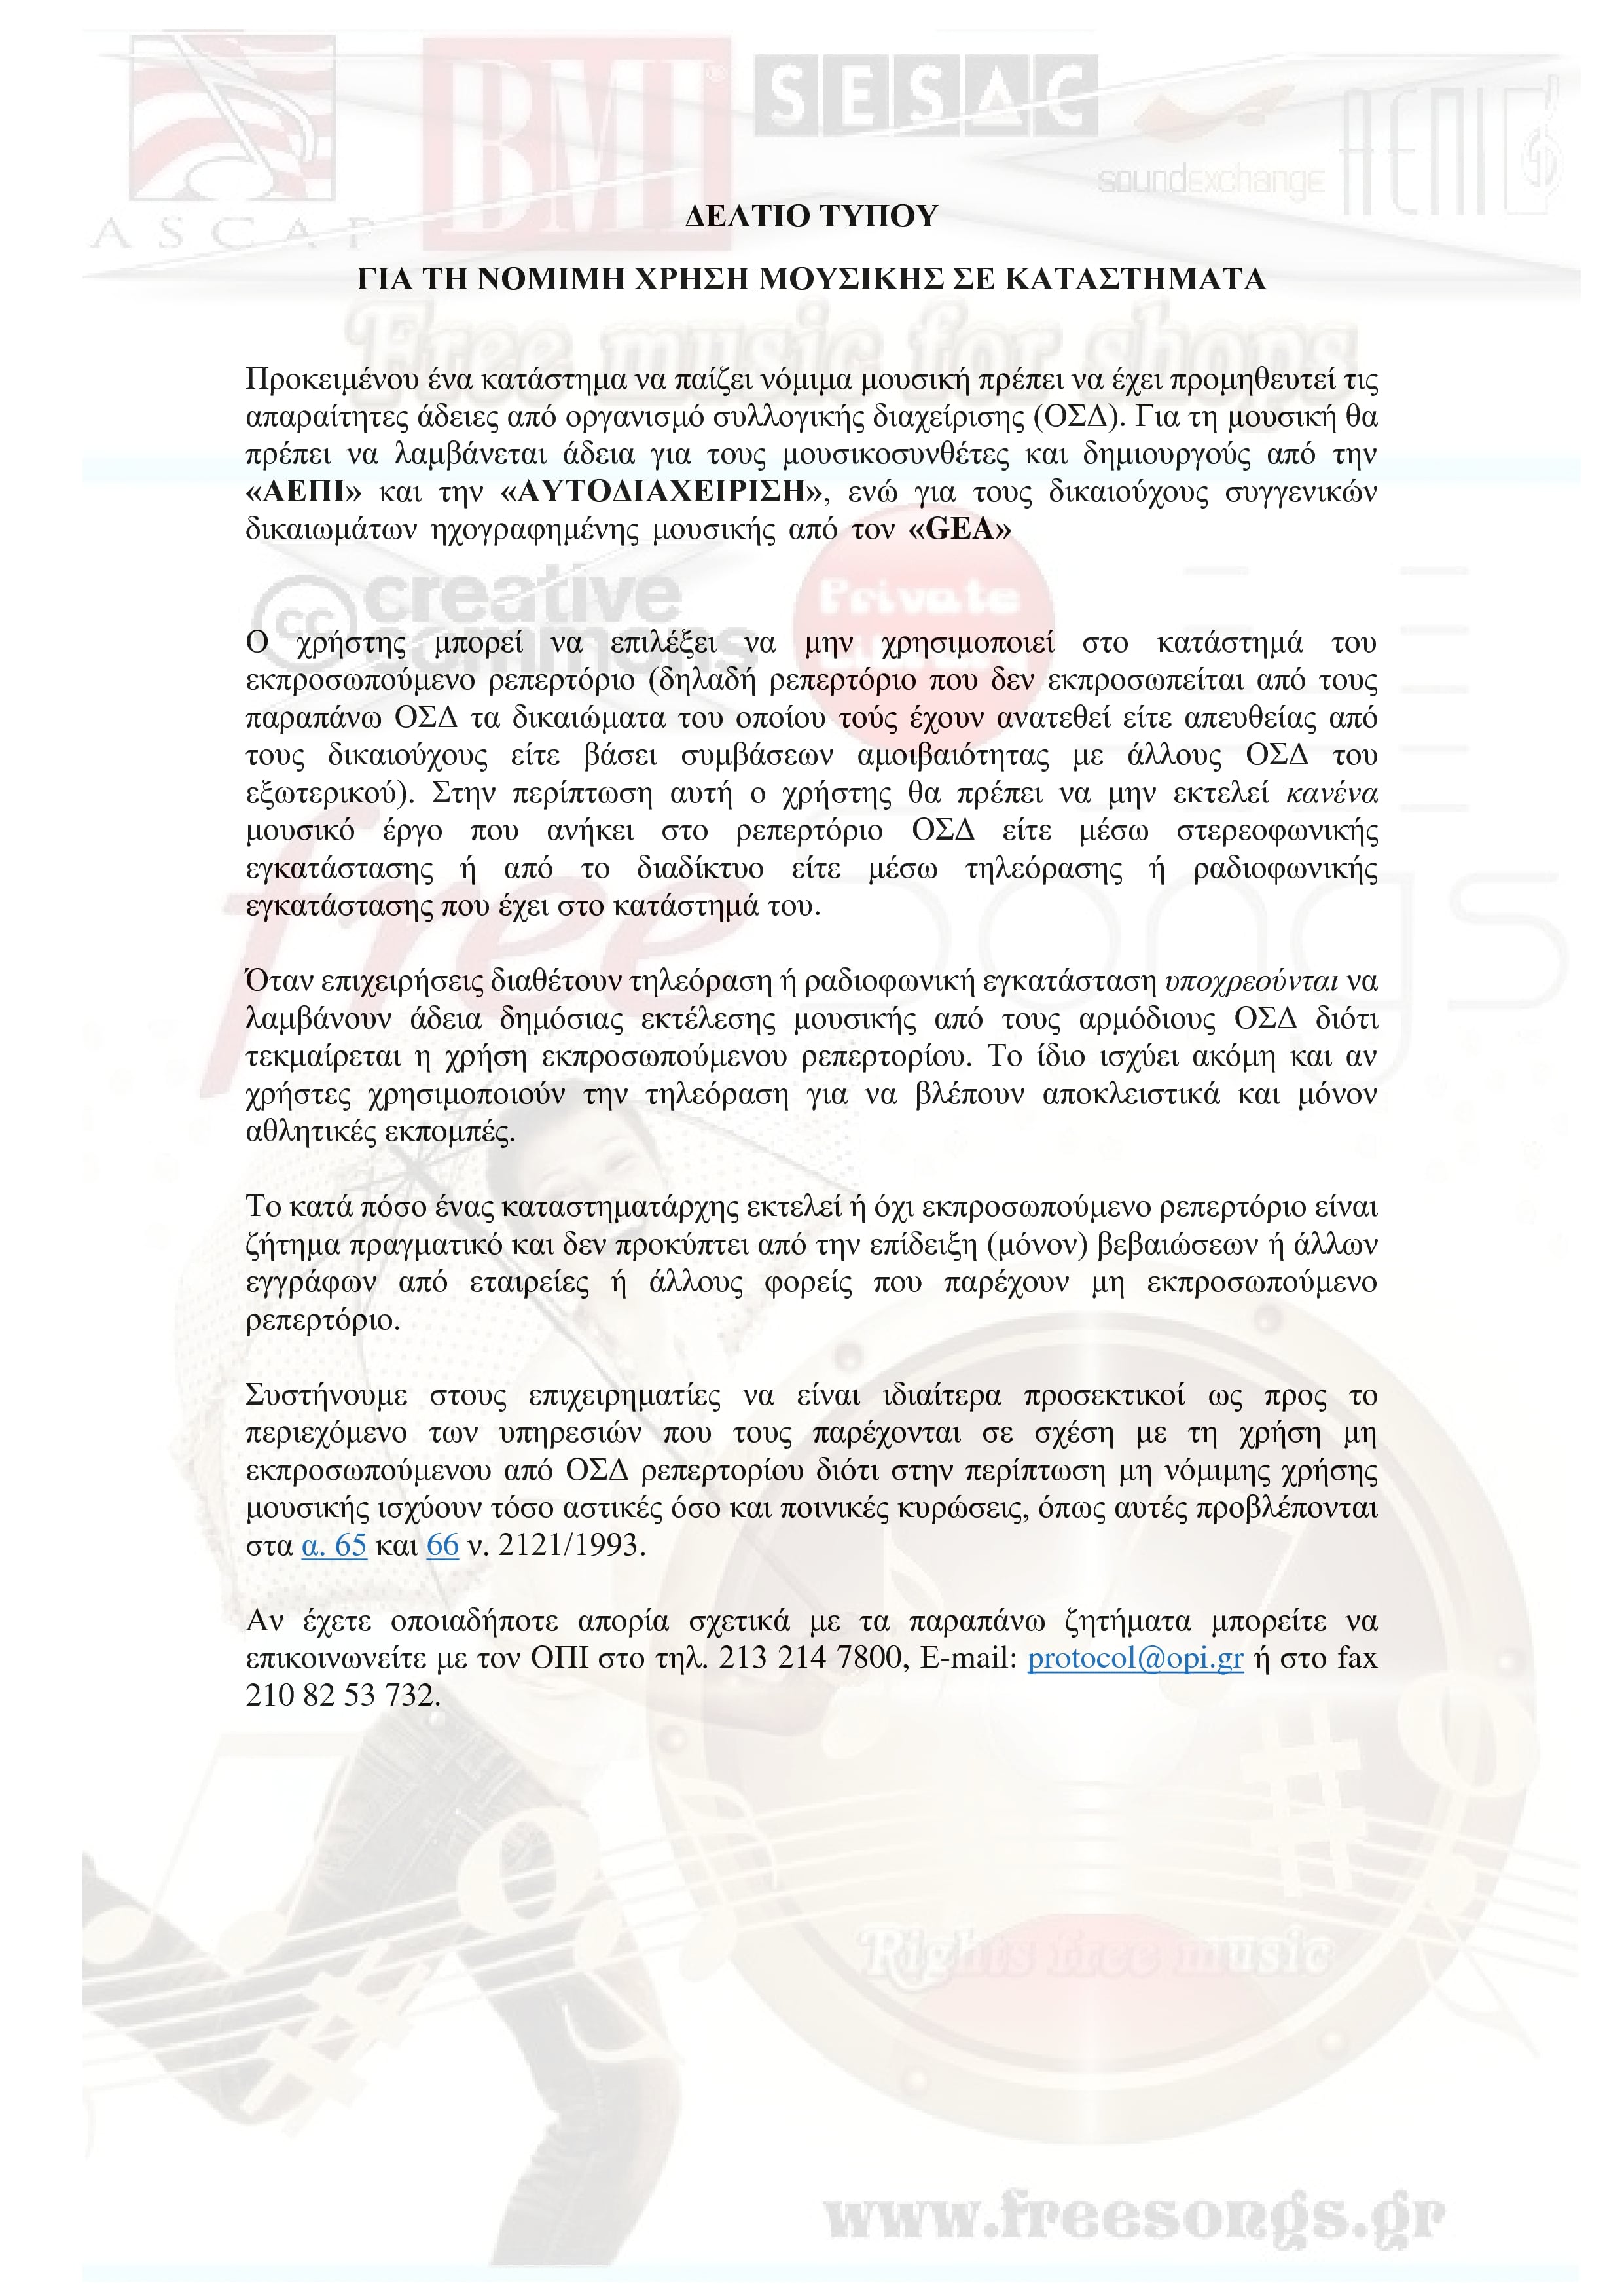 ASCAP
BMI®
SESAC
soundexchange
ΑΕΠΙ
ΔΕΛΤΙΟ ΤΥΠΟΥ
ΓΙΑ ΤΗ ΝΟΜΙΜΗ ΧΡΗΣΗ ΜΟΥΣΙΚΗΣ ΣΕ ΚΑΤΑΣΤΗΜΑΤΑ
Free music for shops
Προκειμένου ένα κατάστημα να παίζει νόμιμα μουσική πρέπει να έχει προμηθευτεί τις
απαραίτητες άδειες από οργανισμό συλλογικής διαχείρισης (ΟΣΔ). Για τη μουσική θα
πρέπει να λαμβάνεται άδεια για τους μουσικοσυνθέτες και δημιουργούς από την
«ΑΕΠΙ» και την «ΑΥΤΟΔΙΑΧΕΙΡΙΣΗ», ενώ για τους δικαιούχους συγγενικών
δικαιωμάτων ηχογραφημένης μουσικής από τον «GEA»
cc creative
commons
Private
Ο χρήστης μπορεί να επιλέξει να μην χρησιμοποιεί στο κατάστημά του
εκπροσωπούμενο ρεπερτόριο (δηλαδή ρεπερτόριο που δεν εκπροσωπείται από τους
παραπάνω ΟΣΔ τα δικαιώματα του οποίου τούς έχουν ανατεθεί είτε απευθείας από
τους δικαιούχους είτε βάσει συμβάσεων αμοιβαιότητας με άλλους ΟΣΔ του
εξωτερικού). Στην περίπτωση αυτή ο χρήστης θα πρέπει να μην εκτελεί κανένα
μουσικό έργο που ανήκει στο ρεπερτόριο ΟΣΔ είτε μέσω στερεοφωνικής
εγκατάστασης ή από το διαδίκτυο είτε μέσω τηλεόρασης ή ραδιοφωνικής
εγκατάστασης που έχει στο κατάστημά του.
free songs
Όταν επιχειρήσεις διαθέτουν τηλεόραση ή ραδιοφωνική εγκατάσταση υποχρεούνται να
λαμβάνουν άδεια δημόσιας εκτέλεσης μουσικής από τους αρμόδιους ΟΣΔ διότι
τεκμαίρεται η χρήση εκπροσωπούμενου ρεπερτορίου. Το ίδιο ισχύει ακόμη και αν
χρήστες χρησιμοποιούν την τηλεόραση για να βλέπουν αποκλειστικά και μόνον
αθλητικές εκπομπές.
Το κατά πόσο ένας καταστηματάρχης εκτελεί ή όχι εκπροσωπούμενο ρεπερτόριο είναι
ζήτημα πραγματικό και δεν προκύπτει από την επίδειξη (μόνον) βεβαιώσεων ή άλλων
εγγράφων από εταιρείες ή άλλους φορείς που παρέχουν μη εκπροσωπούμενο
ρεπερτόριο.
Συστήνουμε στους επιχειρηματίες να είναι ιδιαίτερα προσεκτικοί ως προς το
περιεχόμενο των υπηρεσιών που τους παρέχονται σε σχέση με τη χρήση μη
εκπροσωπούμενου από ΟΣΔ ρεπερτορίου διότι στην περίπτωση μη νόμιμης χρήσης
μουσικής ισχύουν τόσο αστικές όσο και ποινικές κυρώσεις, όπως αυτές προβλέπονται
στα α. 65 και 66 ν. 2121/1993.
Αν έχετε οποιαδήποτε απορία σχετικά με τα παραπάνω ζητήματα μπορείτε να
επικοινωνείτε με τον ΟΠΙ στο τηλ. 213 214 7800, E-mail: protocol@opi.gr ή στο fax
210 82 53 732.
Rights free music
www.freesongs.gr